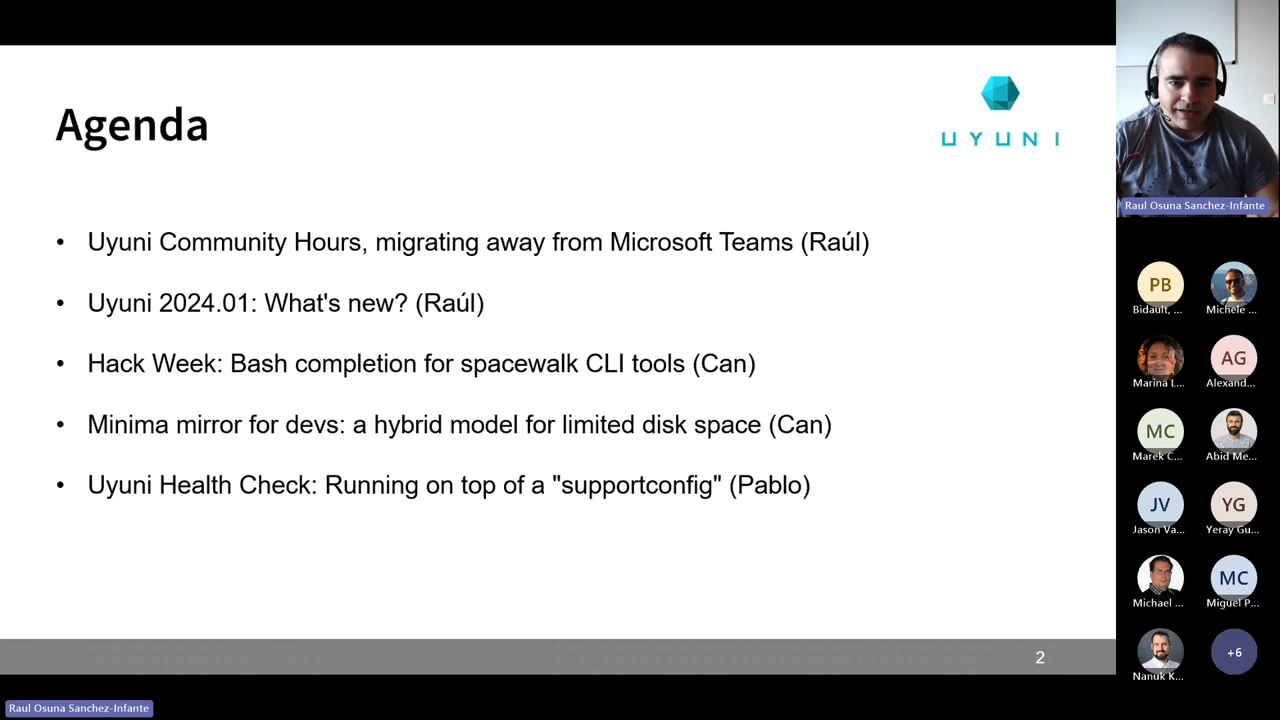 Agenda
UYUNI
• Uyuni Community Hours, migrating away from Microsoft Teams (Raúl)
• Uyuni 2024.01: What's new? (Raúl)
• Hack Week: Bash completion for spacewalk CLI tools (Can)
• Minima mirror for devs: a hybrid model for limited disk space (Can)
• Uyuni Health Check: Running on top of a "supportconfig" (Pablo)
2
Raul Osuna Sanchez-Infante
PB
Bidault, ...
Michele ...
Marina L...
AG
Alexand...
MC
Marek C...
Abid Me...
JV
Jason Va...
YG
Yeray Gu...
Michael ...
MC
Miguel P...
Nanuk K...
+6
Raul Osuna Sanchez-Infante